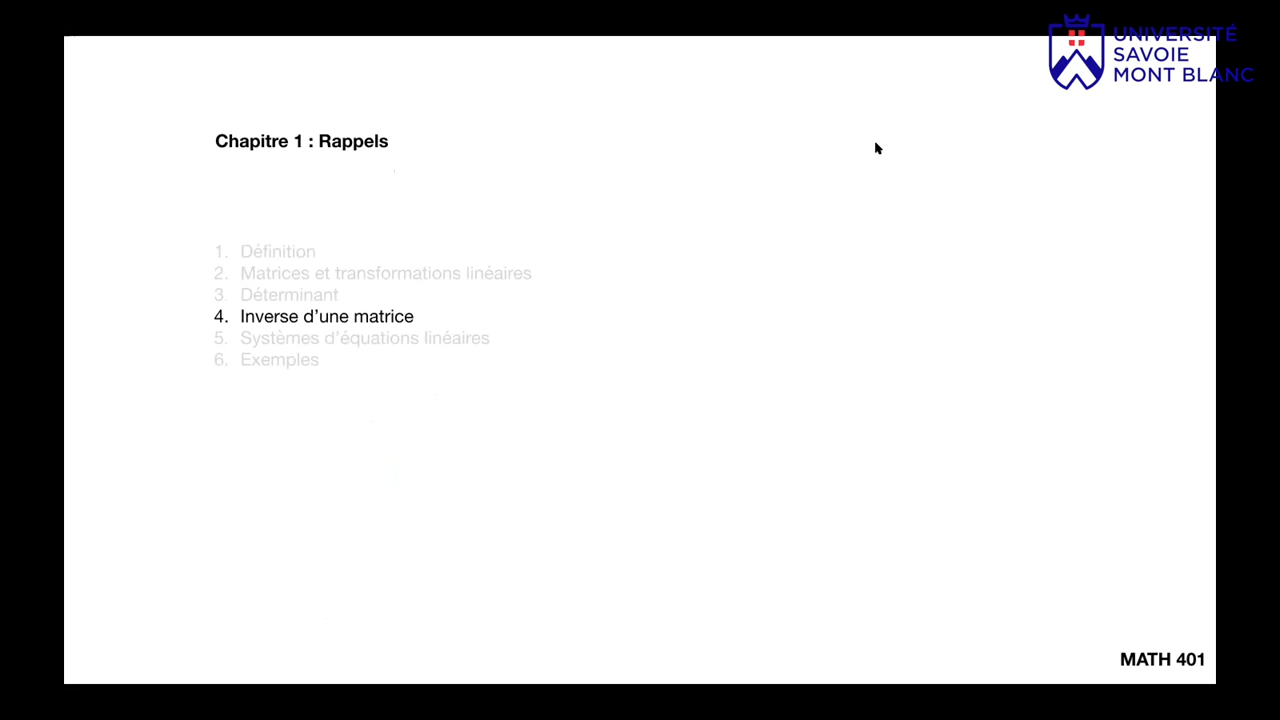 UNIVERSITÉ
SAVOIE
MONT BLANC
Chapitre 1 : Rappels
1. Définition
2. Matrices et transformations linéaires
3. Déterminant
4. Inverse d’une matrice
5. Systèmes d’équations linéaires
6. Exemples
MATH 401